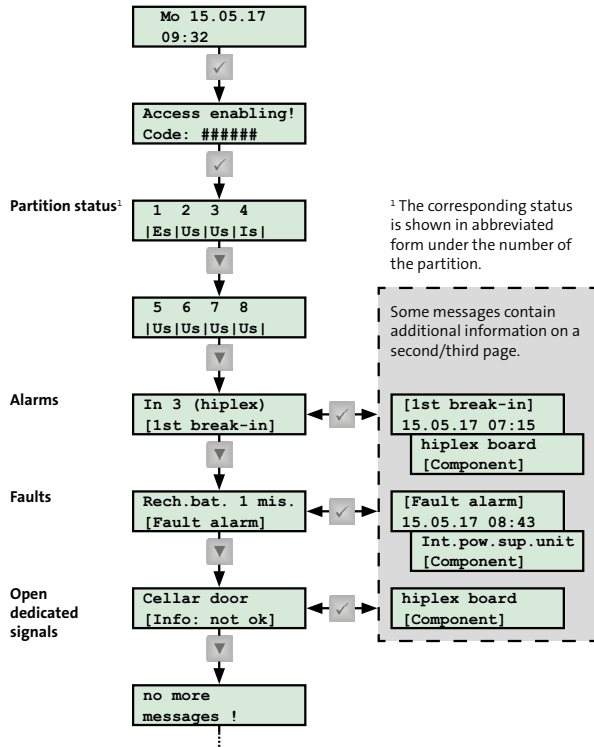 Mo 15.05.17
09:32
Access enabling!
Code: ######
Partition status¹
1 2 3 4
|Es|Us|Us|Is|
¹ The corresponding status
is shown in abbreviated
form under the number of
the partition.
5 6 7 8
|Us|Us|Us|Us|
Some messages contain
additional information on a
second/third page.
Alarms
In 3 (hiplex)
[1st break-in]
[1st break-in]
15.05.17 07:15
hiplex board
[Component]
Faults
Rech.bat. 1 mis.
[Fault alarm]
[Fault alarm]
15.05.17 08:43
Int.pow.sup.unit
[Component]
Open
dedicated
signals
Cellar door
[Info: not ok]
hiplex board
[Component]
no more
messages !